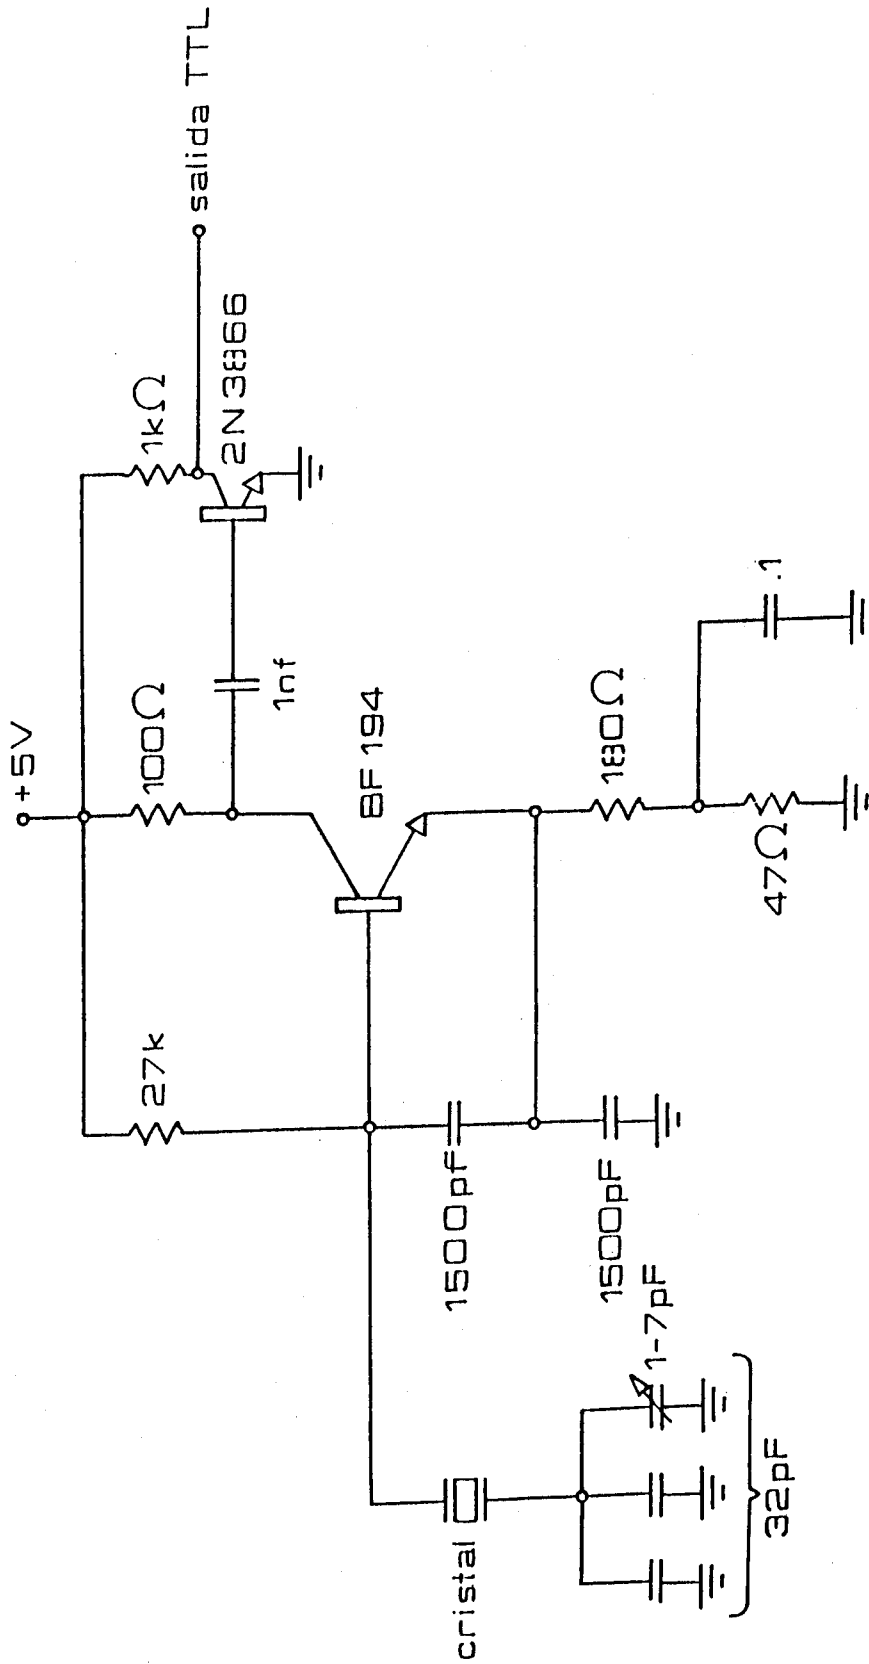 +5V
27k
100Ω
1kΩ
salida TTL
2N3866
1nf
BF194
cristal
1500pf
1500pF
1-7pF
32pF
180Ω
47Ω
.1